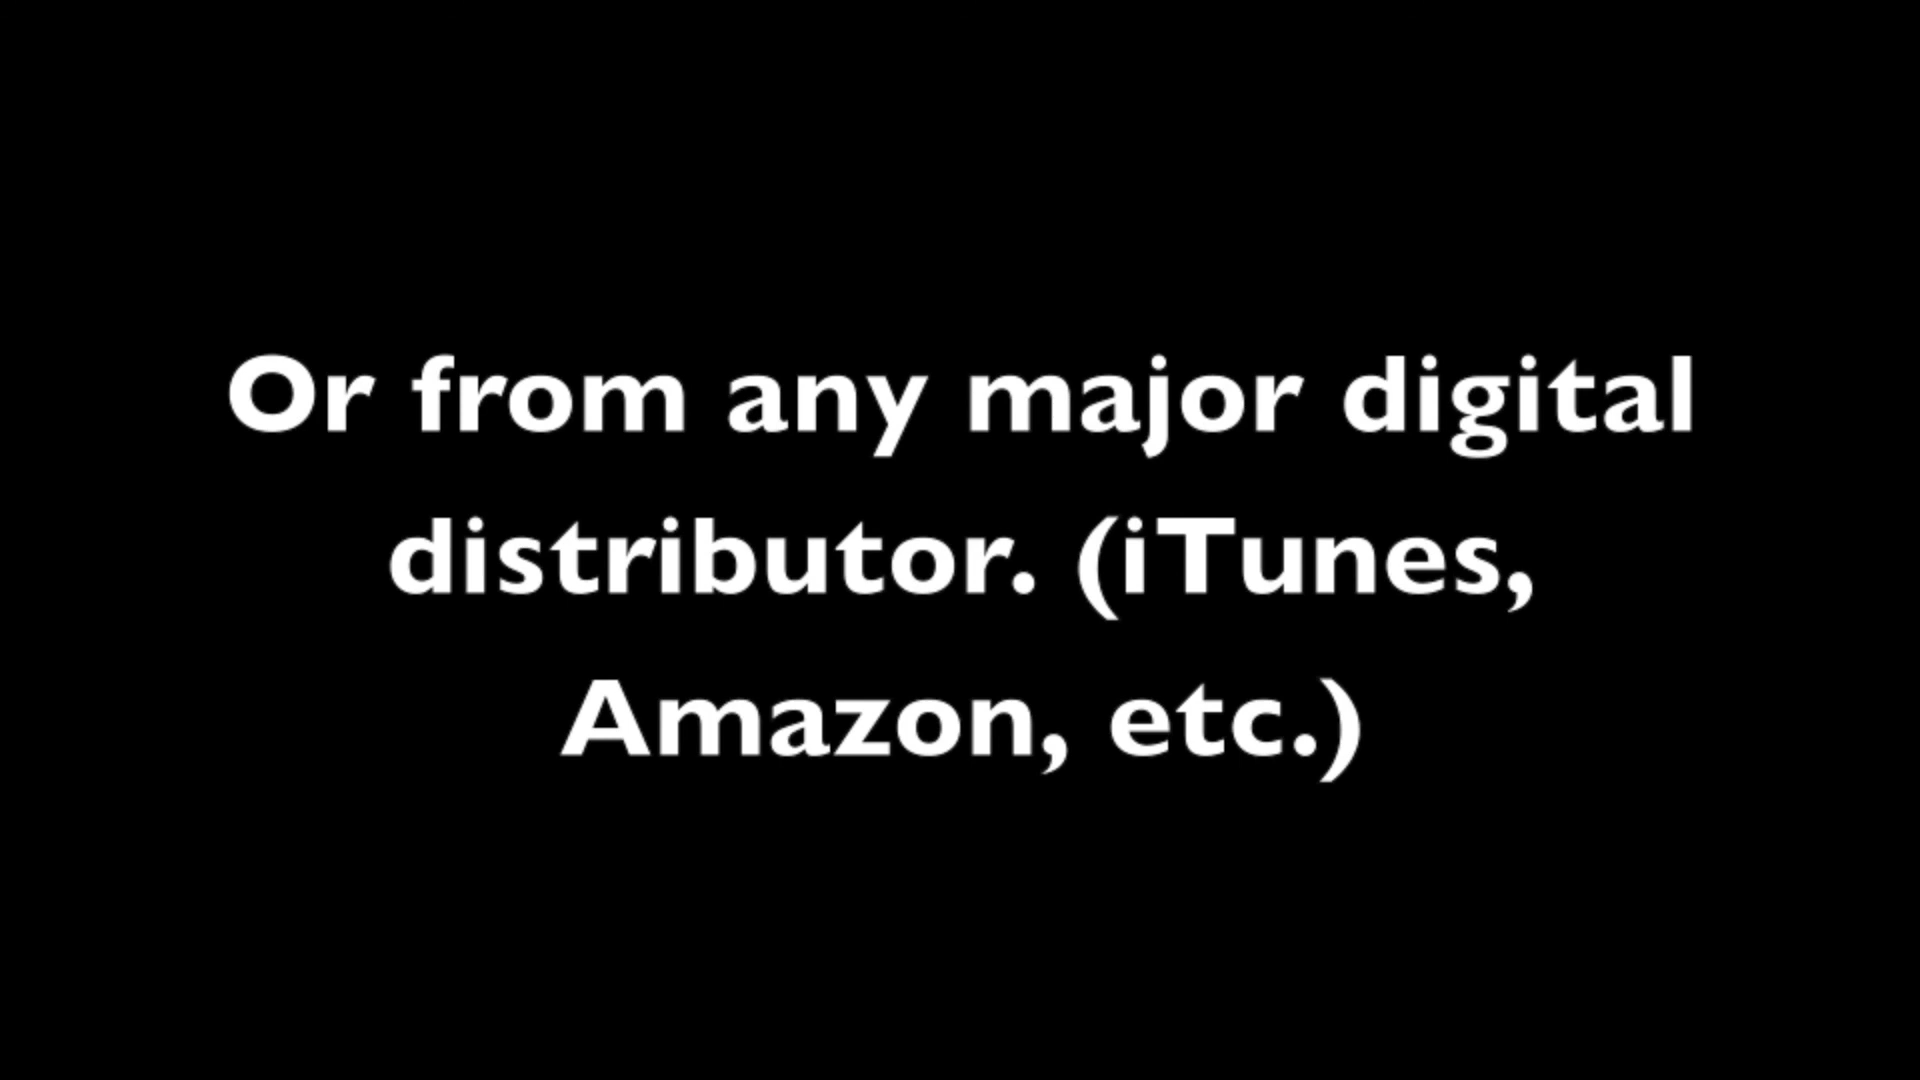 Or from any major digital
distributor. (iTunes,
Amazon, etc.)